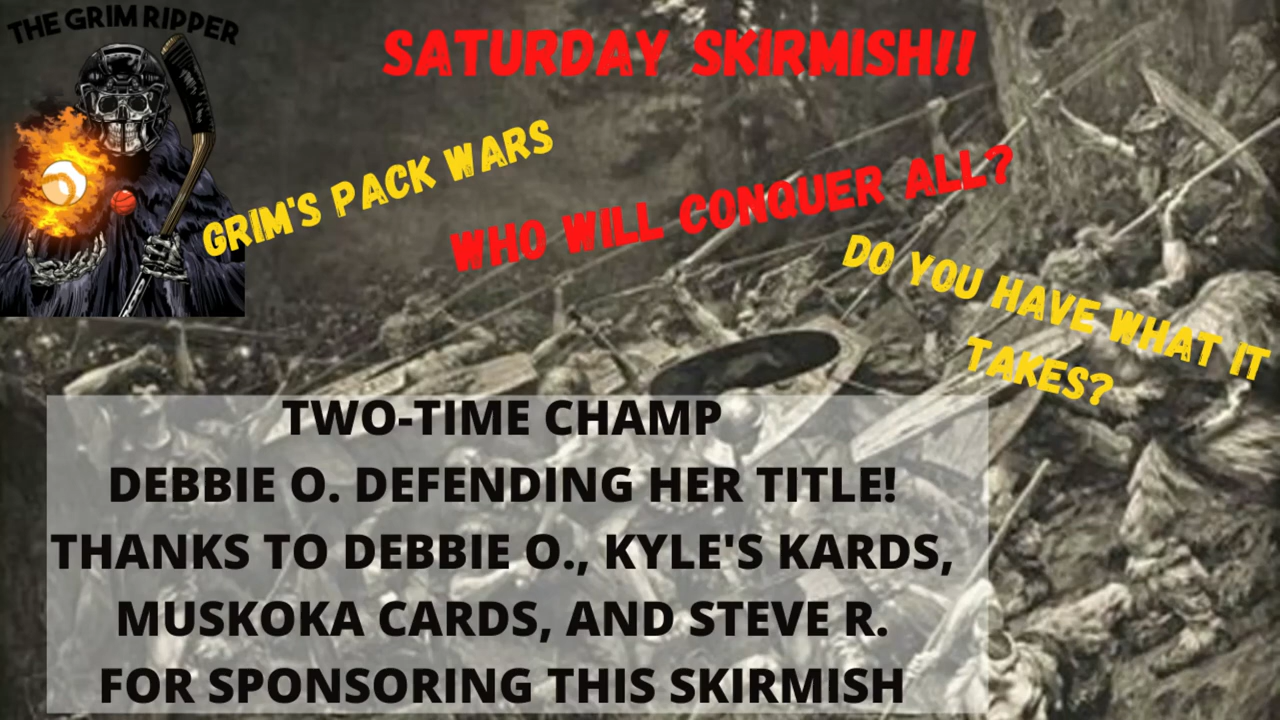 THE GRIM RIPPER
SATURDAY SKIRMISH!!
GRIM'S PACK WARS
WHO WILL CONQUER ALL?
DO YOU HAVE WHAT IT
TAKES?
TWO-TIME CHAMP
DEBBIE O. DEFENDING HER TITLE!
THANKS TO DEBBIE O., KYLE'S KARDS,
MUSKOKA CARDS, AND STEVE R.
FOR SPONSORING THIS SKIRMISH